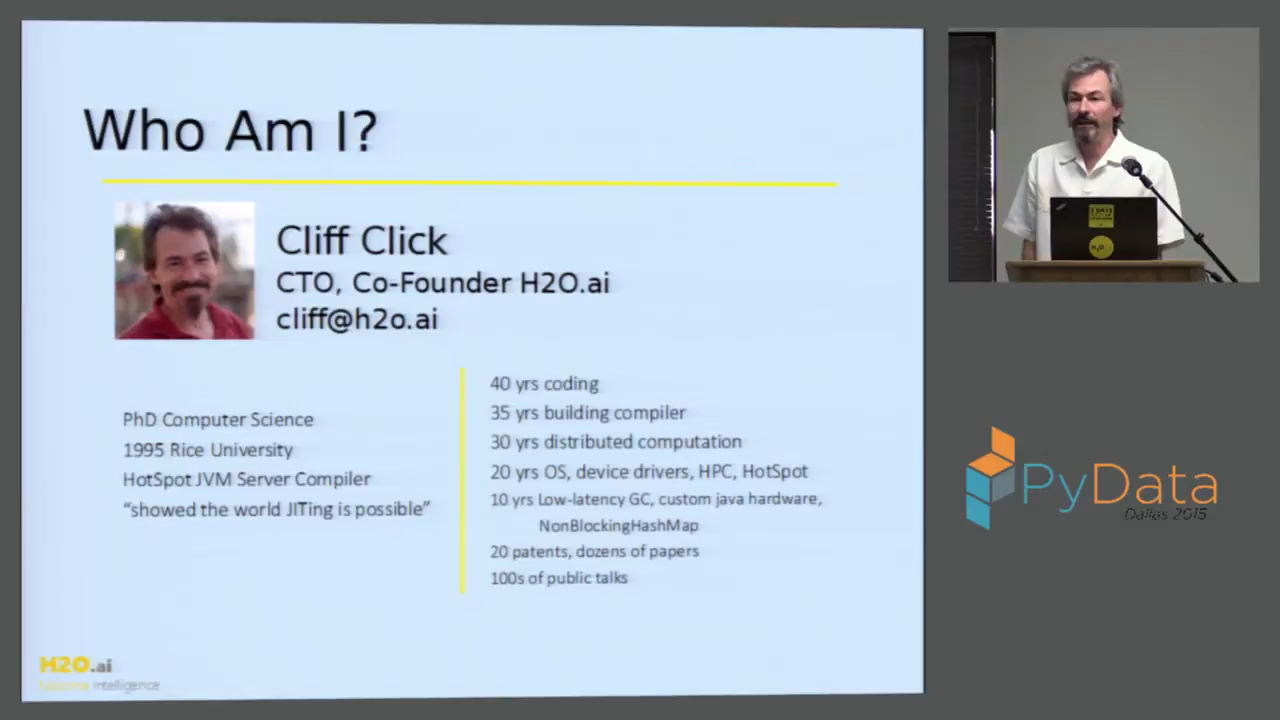 Who Am I?
Cliff Click
CTO, Co-Founder H2O.ai
cliff@h2o.ai
PhD Computer Science
1995 Rice University
HotSpot JVM Server Compiler
“showed the world JITing is possible”
40 yrs coding
35 yrs building compiler
30 yrs distributed computation
20 yrs OS, device drivers, HPC, HotSpot
10 yrs Low-latency GC, custom java hardware,
NonBlockingHashMap
20 patents, dozens of papers
100s of public talks
H2O.ai
intelligence
H2O
PyData
Dallas 2015